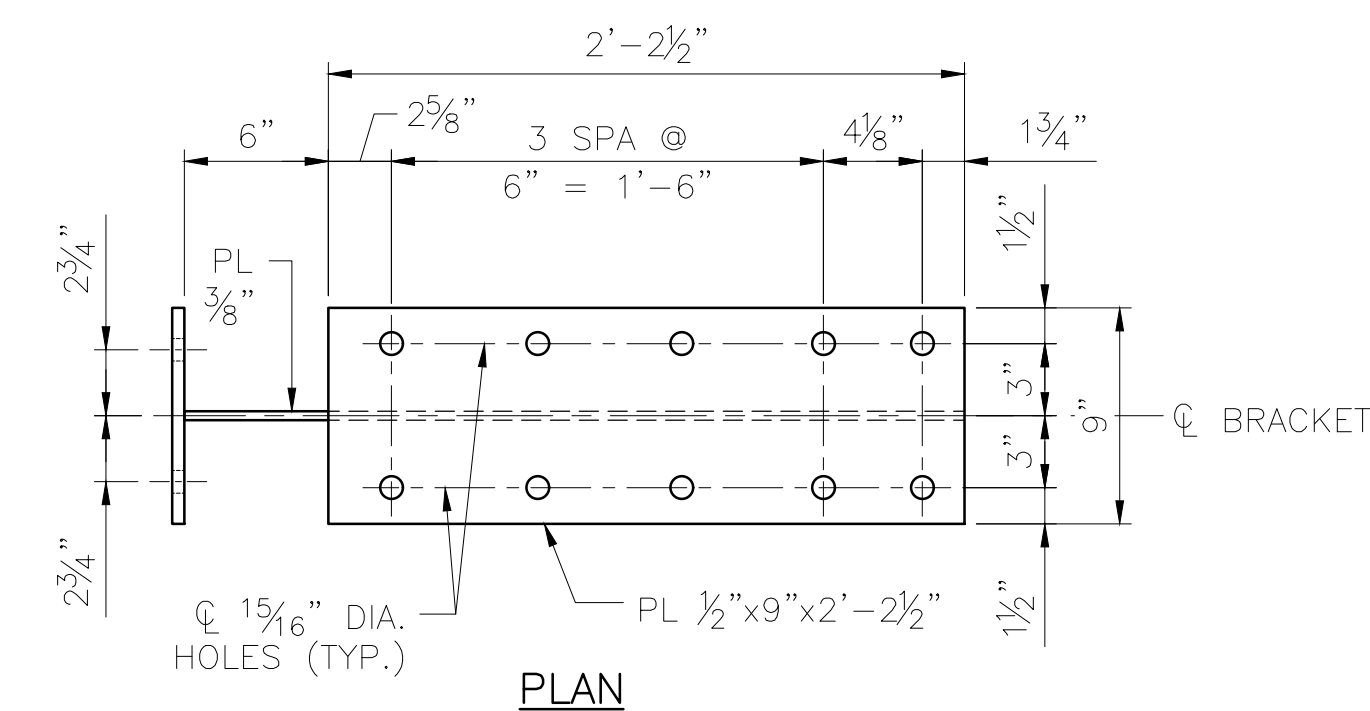 2'-2½"
6"
2⅝"
3 SPA @
6" = 1'-6"
4⅛"
1¾"
2¾"
PL
⅜"
1½"
3"
9"
3"
℄ BRACKET
2¾"
1½"
℄ 15/16" DIA.
HOLES (TYP.)
PL ½"x9"x2'-2½"
PLAN